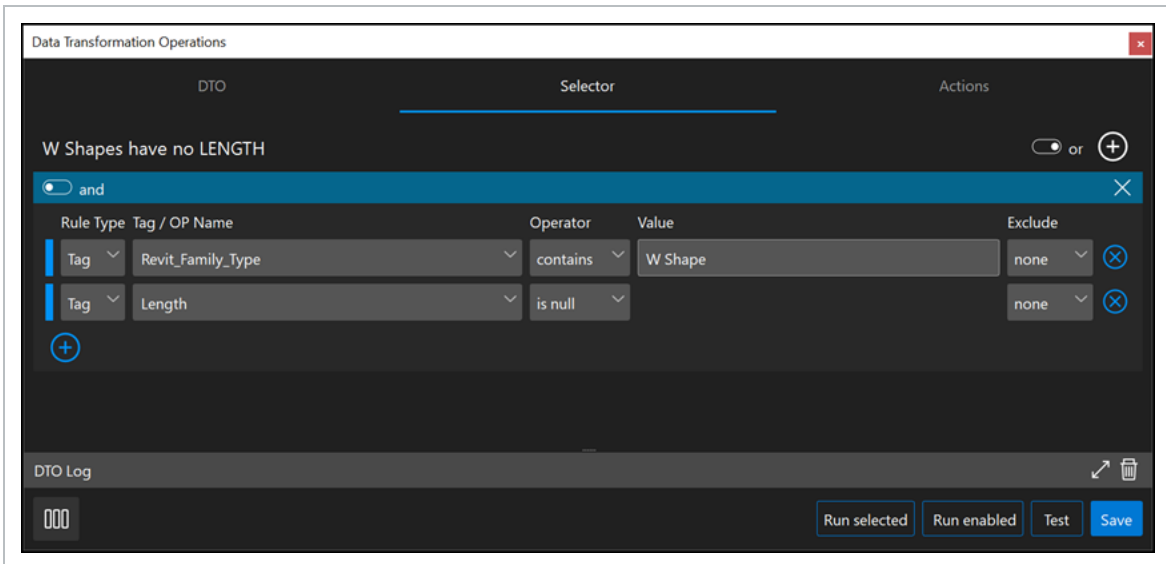 Data Transformation Operations
DTO Selector Actions
W Shapes have no LENGTH or
and
Rule Type Tag / OP Name Operator Value Exclude
Tag Revit_Family_Type contains W Shape none
Tag Length is null none
DTO Log
Run selected Run enabled Test Save